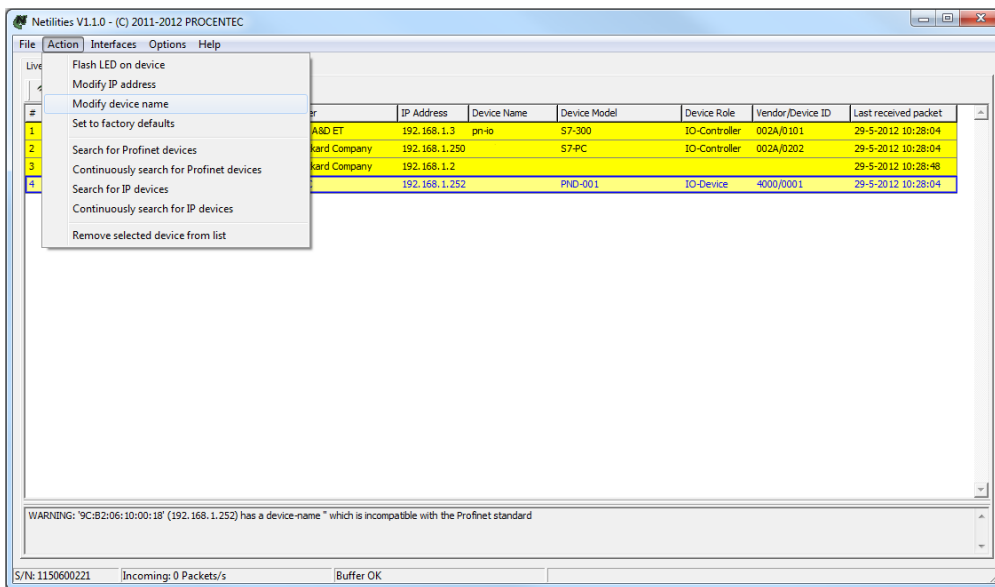 Netilities V1.1.0 - (C) 2011-2012 PROCENTEC
File Action Interfaces Options Help
Live
Flash LED on device
Modify IP address
Modify device name
Set to factory defaults
Search for Profinet devices
Continuously search for Profinet devices
Search for IP devices
Continuously search for IP devices
Remove selected device from list
# er IP Address Device Name Device Model Device Role Vendor/Device ID Last received packet
1 A&D ET 192.168.1.3 pn-io S7-300 IO-Controller 002A/0101 29-5-2012 10:28:04
2 kard Company 192.168.1.250 S7-PC IO-Controller 002A/0202 29-5-2012 10:28:04
3 kard Company 192.168.1.2 29-5-2012 10:28:48
4 192.168.1.252 PND-001 IO-Device 4000/0001 29-5-2012 10:28:04
WARNING: '9C:B2:06:10:00:18' (192.168.1.252) has a device-name '' which is incompatible with the Profinet standard
S/N: 1150600221 Incoming: 0 Packets/s Buffer OK